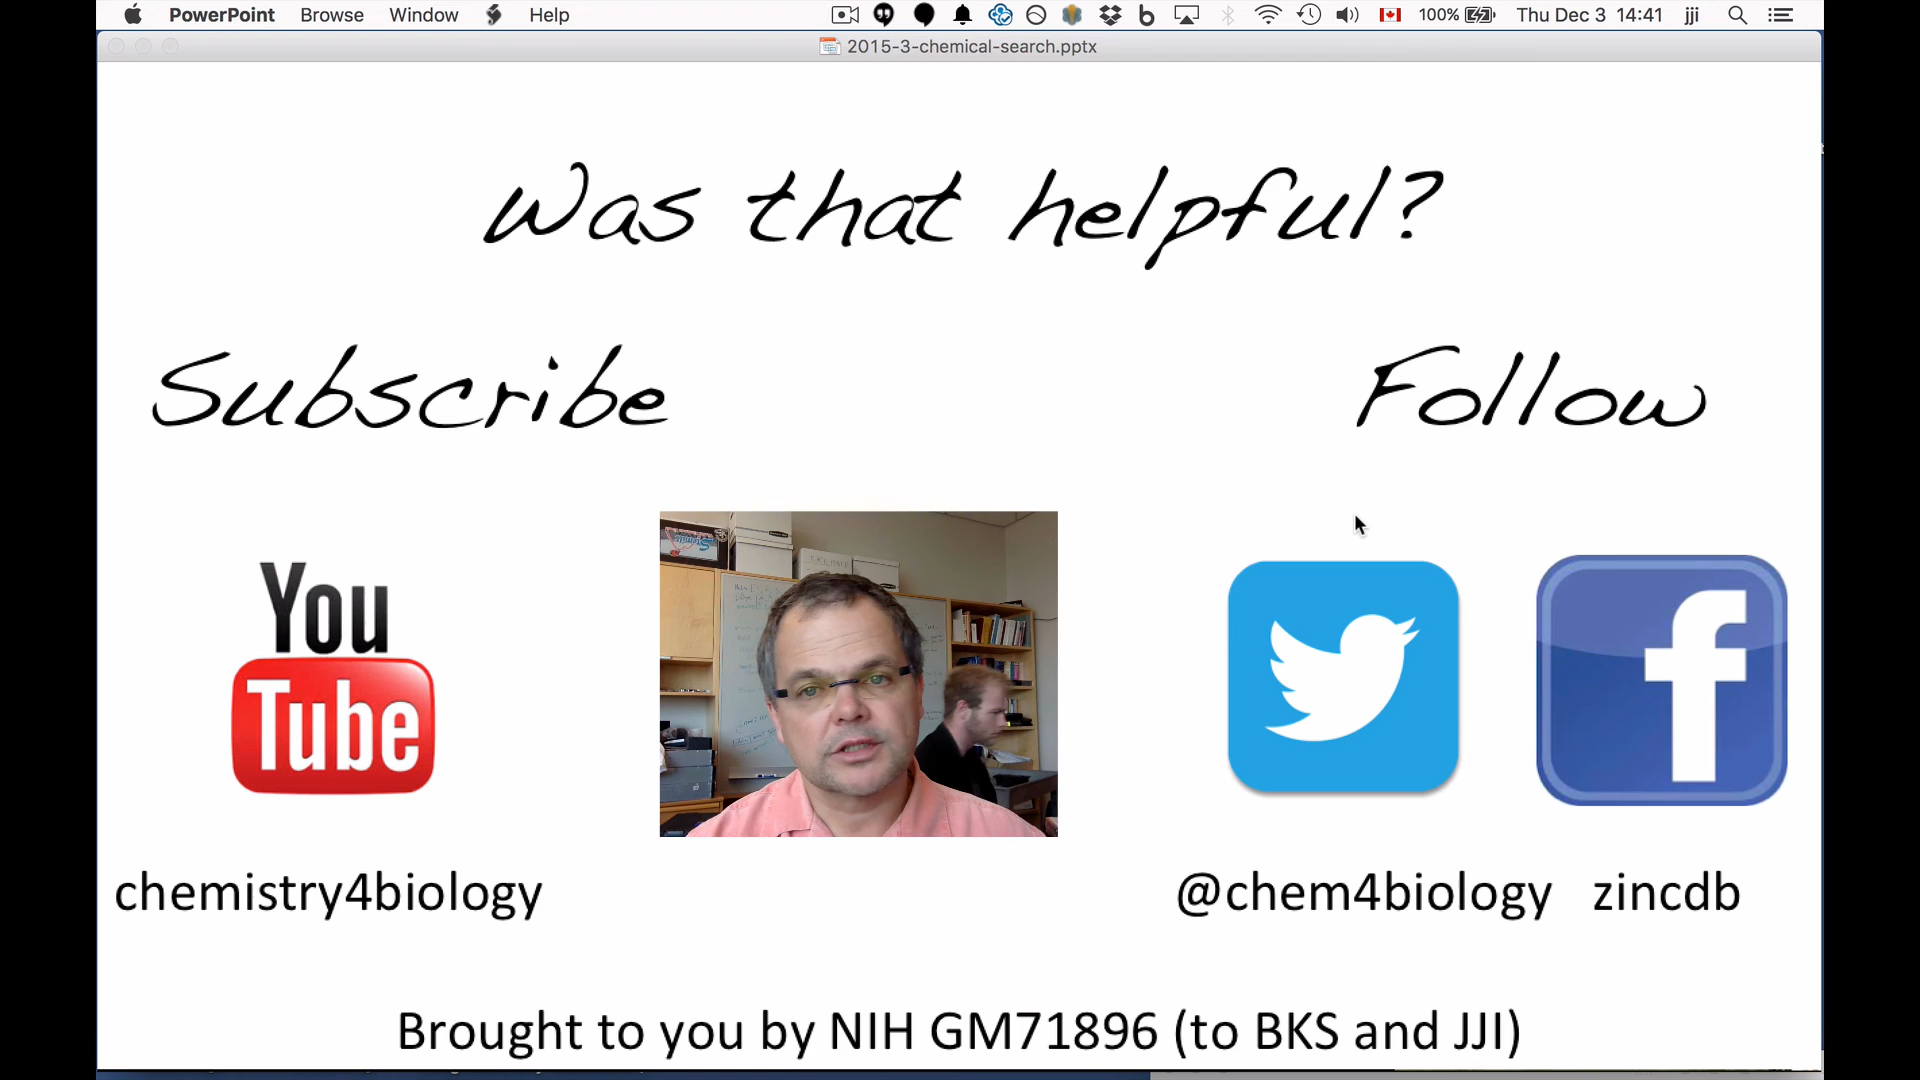 PowerPoint Browse Window Help 100% Thu Dec 3 14:41 jji
2015-3-chemical-search.pptx
Was that helpful?
Subscribe
Follow
You
Tube
chemistry4biology
@chem4biology
zincdb
Brought to you by NIH GM71896 (to BKS and JJI)